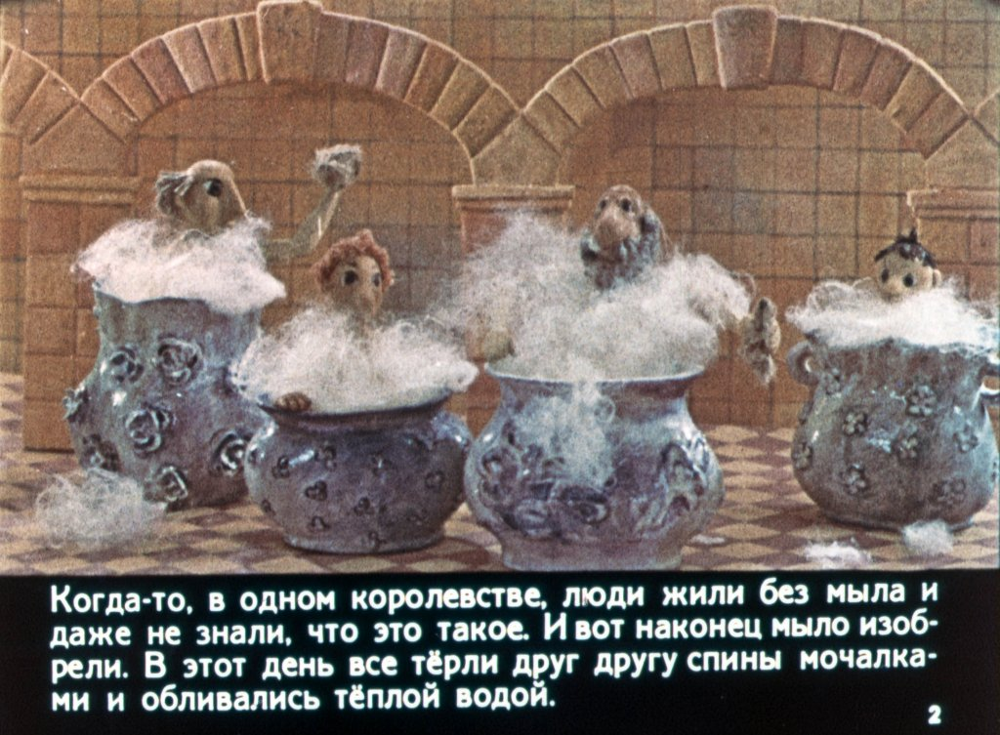 Когда-то, в одном королевстве, люди жили без мыла и
даже не знали, что это такое. И вот наконец мыло изоб-
рели. В этот день все тёрли друг другу спины мочалка-
ми и обливались тёплой водой.
2